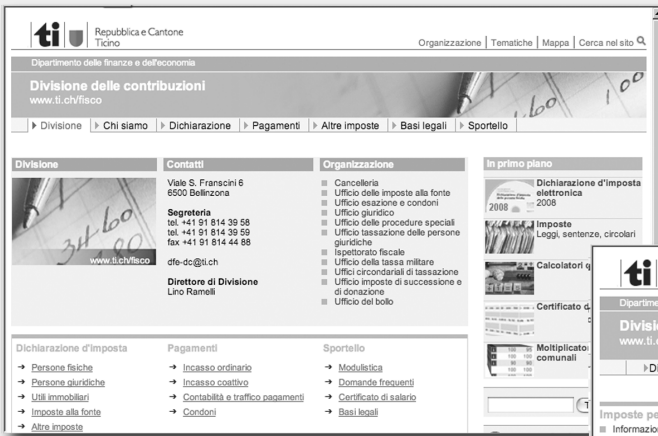 ti
Repubblica e Cantone
Ticino
Organizzazione | Tematiche | Mappa | Cerca nel sito
Dipartimento delle finanze e dell'economia
Divisione delle contribuzioni
www.ti.ch/fisco
Divisione
Chi siamo
Dichiarazione
Pagamenti
Altre imposte
Basi legali
Sportello
Divisione
www.ti.ch/fisco
Contatti
Viale S. Franscini 6
6500 Bellinzona
Segreteria
tel. +41 91 814 39 58
tel. +41 91 814 39 59
fax +41 91 814 44 88
dfe-dc@ti.ch
Direttore di Divisione
Lino Ramelli
Organizzazione
Cancelleria
Ufficio delle imposte alla fonte
Ufficio esazione e condoni
Ufficio giuridico
Ufficio delle procedure speciali
Ufficio tassazione delle persone
giuridiche
Ispettorato fiscale
Ufficio della tassa militare
Uffici circondariali di tassazione
Ufficio imposte di successione e
di donazione
Ufficio del bollo
In primo piano
2008
Dichiarazione d'imposta
elettronica
2008
Imposte
Leggi, sentenze, circolari
Calcolatori
Certificato
Moltiplicato
comunali
Dichiarazione d'imposta
Persone fisiche
Persone giuridiche
Utili immobiliari
Imposte alla fonte
Altre imposte
Pagamenti
Incasso ordinario
Incasso coattivo
Contabilità e traffico pagamenti
Condoni
Sportello
Modulistica
Domande frequenti
Certificato di salario
Basi legali
ti
Dipartime
Divisi
www.ti.
Imposte pe
Informazio